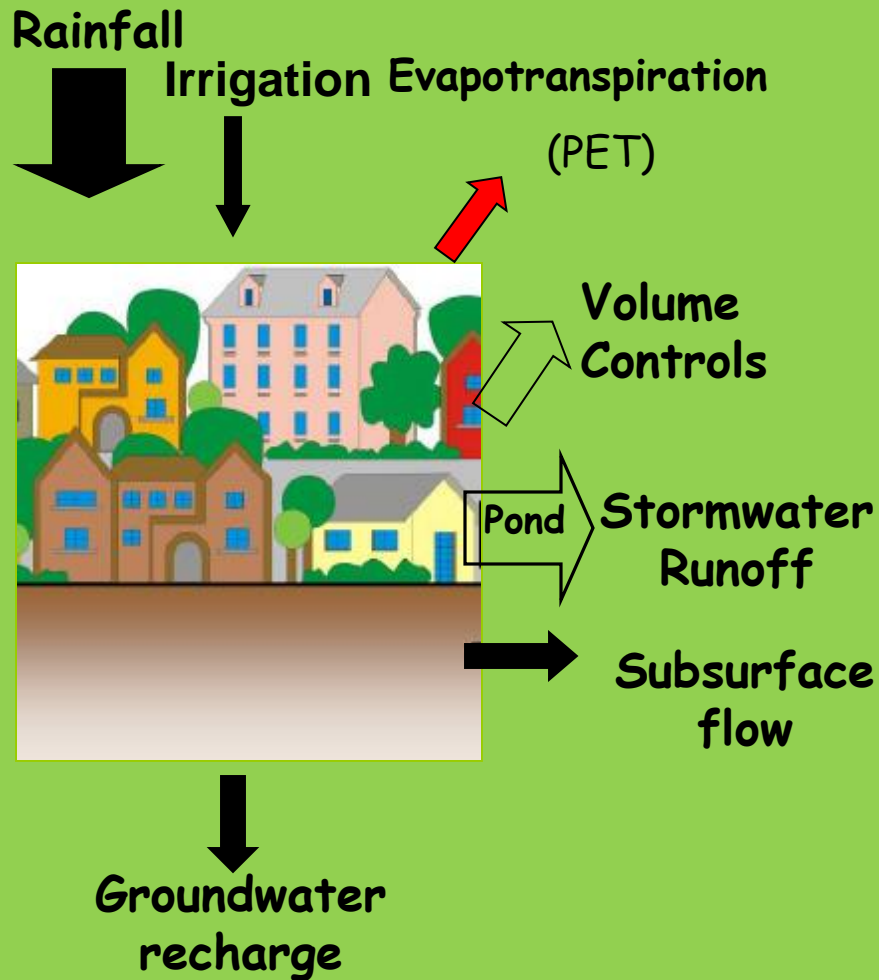 Rainfall
Irrigation
Evapotranspiration
(PET)
Volume
Controls
Pond
Stormwater
Runoff
Subsurface
flow
Groundwater
recharge